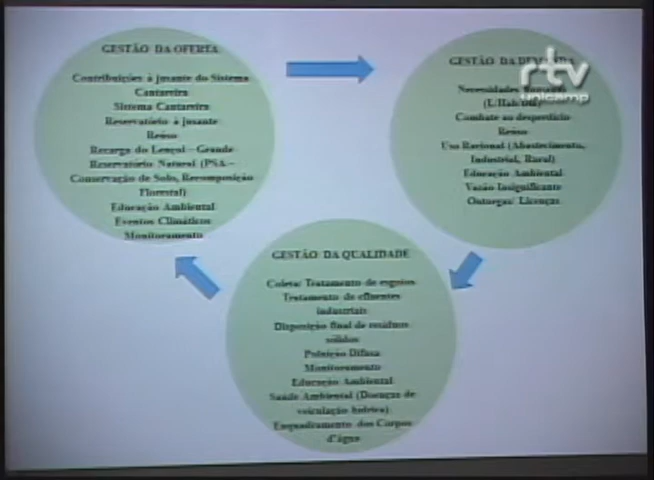 GESTÃO DA OFERTA
Contribuições à jusante do Sistema
Cantareira
Sistema Cantareira
Reservatório à jusante
Reúso
Recarga do Lençol – Grande
Reservatório Natural (PSA –
Conservação de Solo, Recomposição
Florestal)
Educação Ambiental
Eventos Climáticos
Monitoramento
GESTÃO DA DEMANDA
Necessidades
(L/Hab/Dia)
Combate ao desperdício
Reúso
Uso Racional (Abastecimento,
Industrial, Rural)
Educação Ambiental
Vazão Insignificante
Outorgas/ Licenças
rtv
unicamp
GESTÃO DA QUALIDADE
Coleta/ Tratamento de esgotos
Tratamento de efluentes
industriais
Disposição final de resíduos
sólidos
Poluição Difusa
Monitoramento
Educação Ambiental
Saúde Ambiental (Doenças de
veiculação hídrica)
Enquadramento dos Corpos
d'água